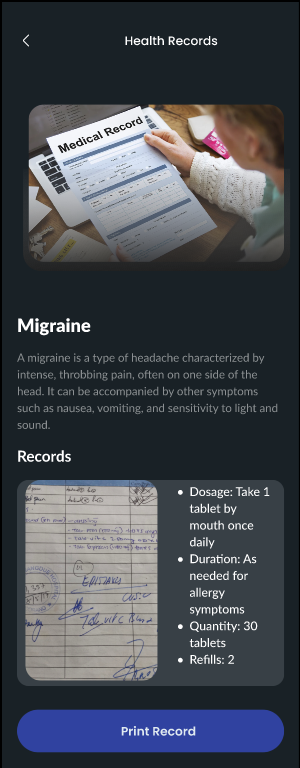 Health Records
Medical Record
Migraine
A migraine is a type of headache characterized by
intense, throbbing pain, often on one side of the
head. It can be accompanied by other symptoms
such as nausea, vomiting, and sensitivity to light and
sound.
Records
EPISTAXIS
• Dosage: Take 1
tablet by
mouth once
daily
• Duration: As
needed for
allergy
symptoms
• Quantity: 30
tablets
• Refills: 2
Print Record